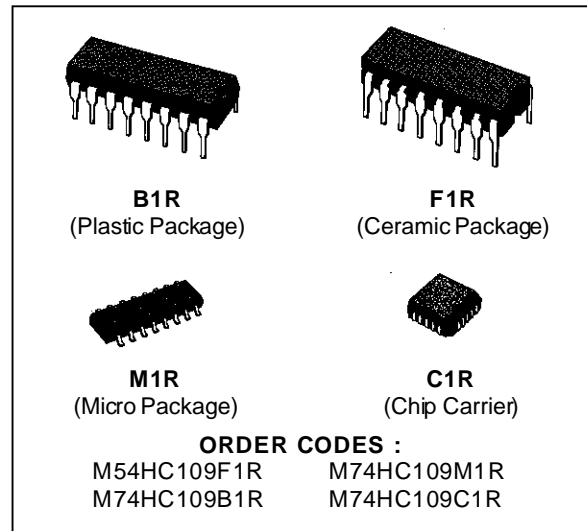 B1R
(Plastic Package)
F1R
(Ceramic Package)
M1R
(Micro Package)
C1R
(Chip Carrier)
ORDER CODES :
M54HC109F1R M74HC109M1R
M74HC109B1R M74HC109C1R